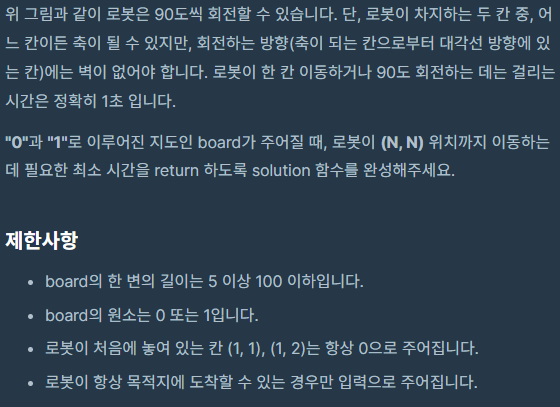 위 그림과 같이 로봇은 90도씩 회전할 수 있습니다. 단, 로봇이 차지하는 두 칸 중, 어
느 칸이든 축이 될 수 있지만, 회전하는 방향(축이 되는 칸으로부터 대각선 방향에 있
는 칸)에는 벽이 없어야 합니다. 로봇이 한 칸 이동하거나 90도 회전하는 데는 걸리는
시간은 정확히 1초 입니다.
"0"과 "1"로 이루어진 지도인 board가 주어질 때, 로봇이 (N, N) 위치까지 이동하는
데 필요한 최소 시간을 return 하도록 solution 함수를 완성해주세요.
제한사항
• board의 한 변의 길이는 5 이상 100 이하입니다.
• board의 원소는 0 또는 1입니다.
• 로봇이 처음에 놓여 있는 칸 (1, 1), (1, 2)는 항상 0으로 주어집니다.
• 로봇이 항상 목적지에 도착할 수 있는 경우만 입력으로 주어집니다.